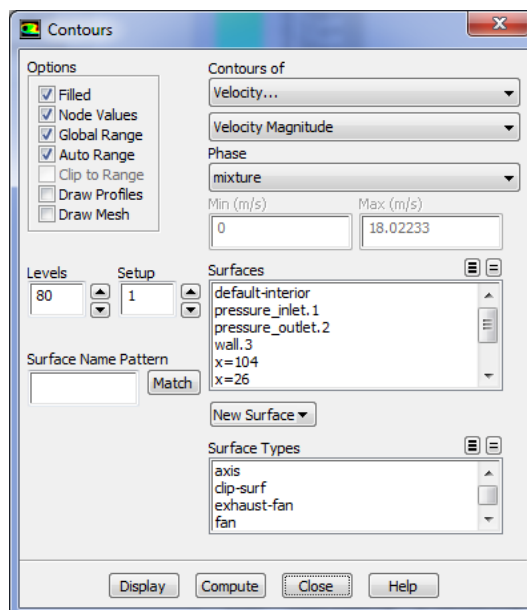 Contours
Options
Filled
Node Values
Global Range
Auto Range
Clip to Range
Draw Profiles
Draw Mesh
Levels
Setup
80
1
Surface Name Pattern
Match
Contours of
Velocity...
Velocity Magnitude
Phase
mixture
Min (m/s)
Max (m/s)
0
18.02233
Surfaces
default-interior
pressure_inlet.1
pressure_outlet.2
wall.3
x=104
x=26
New Surface
Surface Types
axis
clip-surf
exhaust-fan
fan
Display
Compute
Close
Help